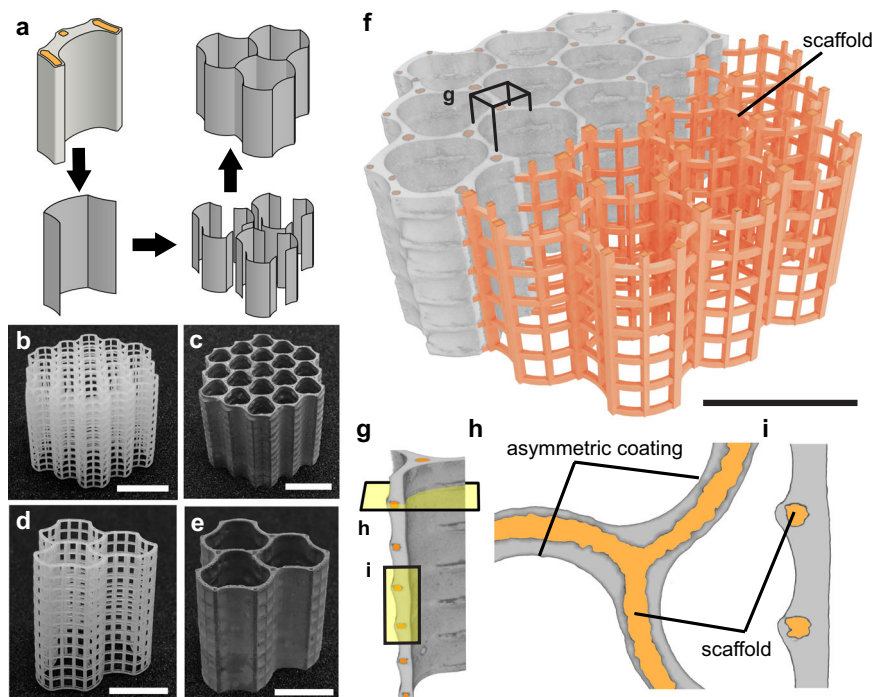 a
f
scaffold
g
b
c
d
e
g
h
i
asymmetric coating
h
i
scaffold